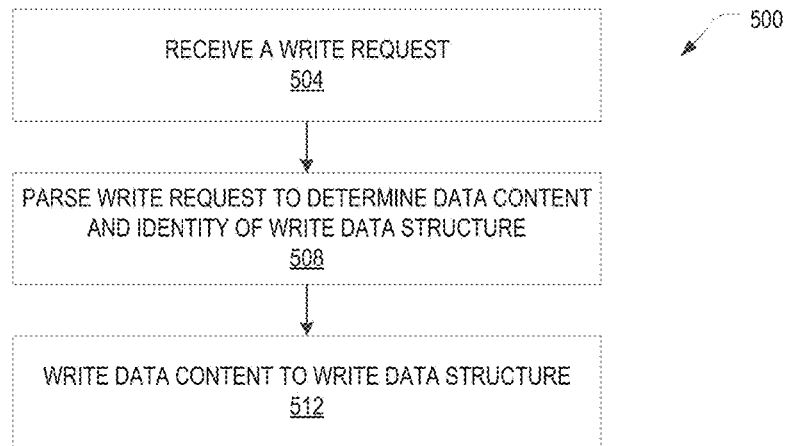 500
RECEIVE A WRITE REQUEST
504
PARSE WRITE REQUEST TO DETERMINE DATA CONTENT
AND IDENTITY OF WRITE DATA STRUCTURE
508
WRITE DATA CONTENT TO WRITE DATA STRUCTURE
512